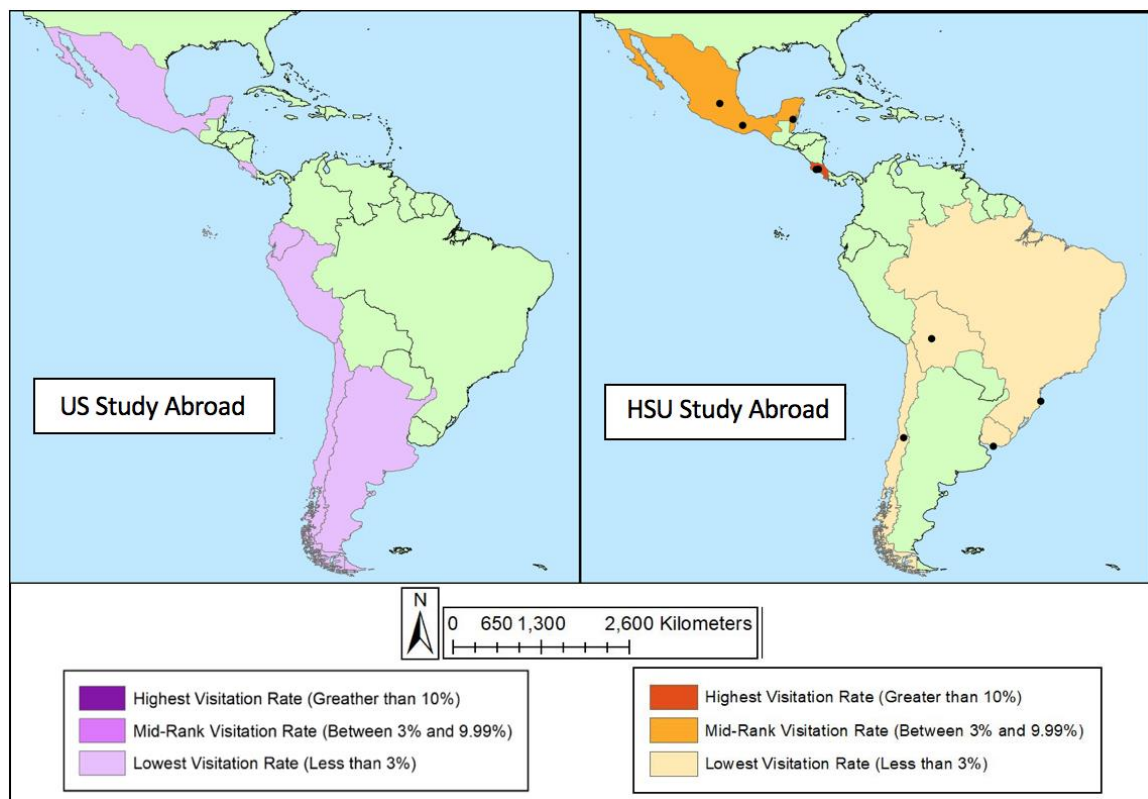 US Study Abroad
HSU Study Abroad
N
0 650 1,300 2,600 Kilometers
Highest Visitation Rate (Greather than 10%)
Mid-Rank Visitation Rate (Between 3% and 9.99%)
Lowest Visitation Rate (Less than 3%)
Highest Visitation Rate (Greater than 10%)
Mid-Rank Visitation Rate (Between 3% and 9.99%)
Lowest Visitation Rate (Less than 3%)